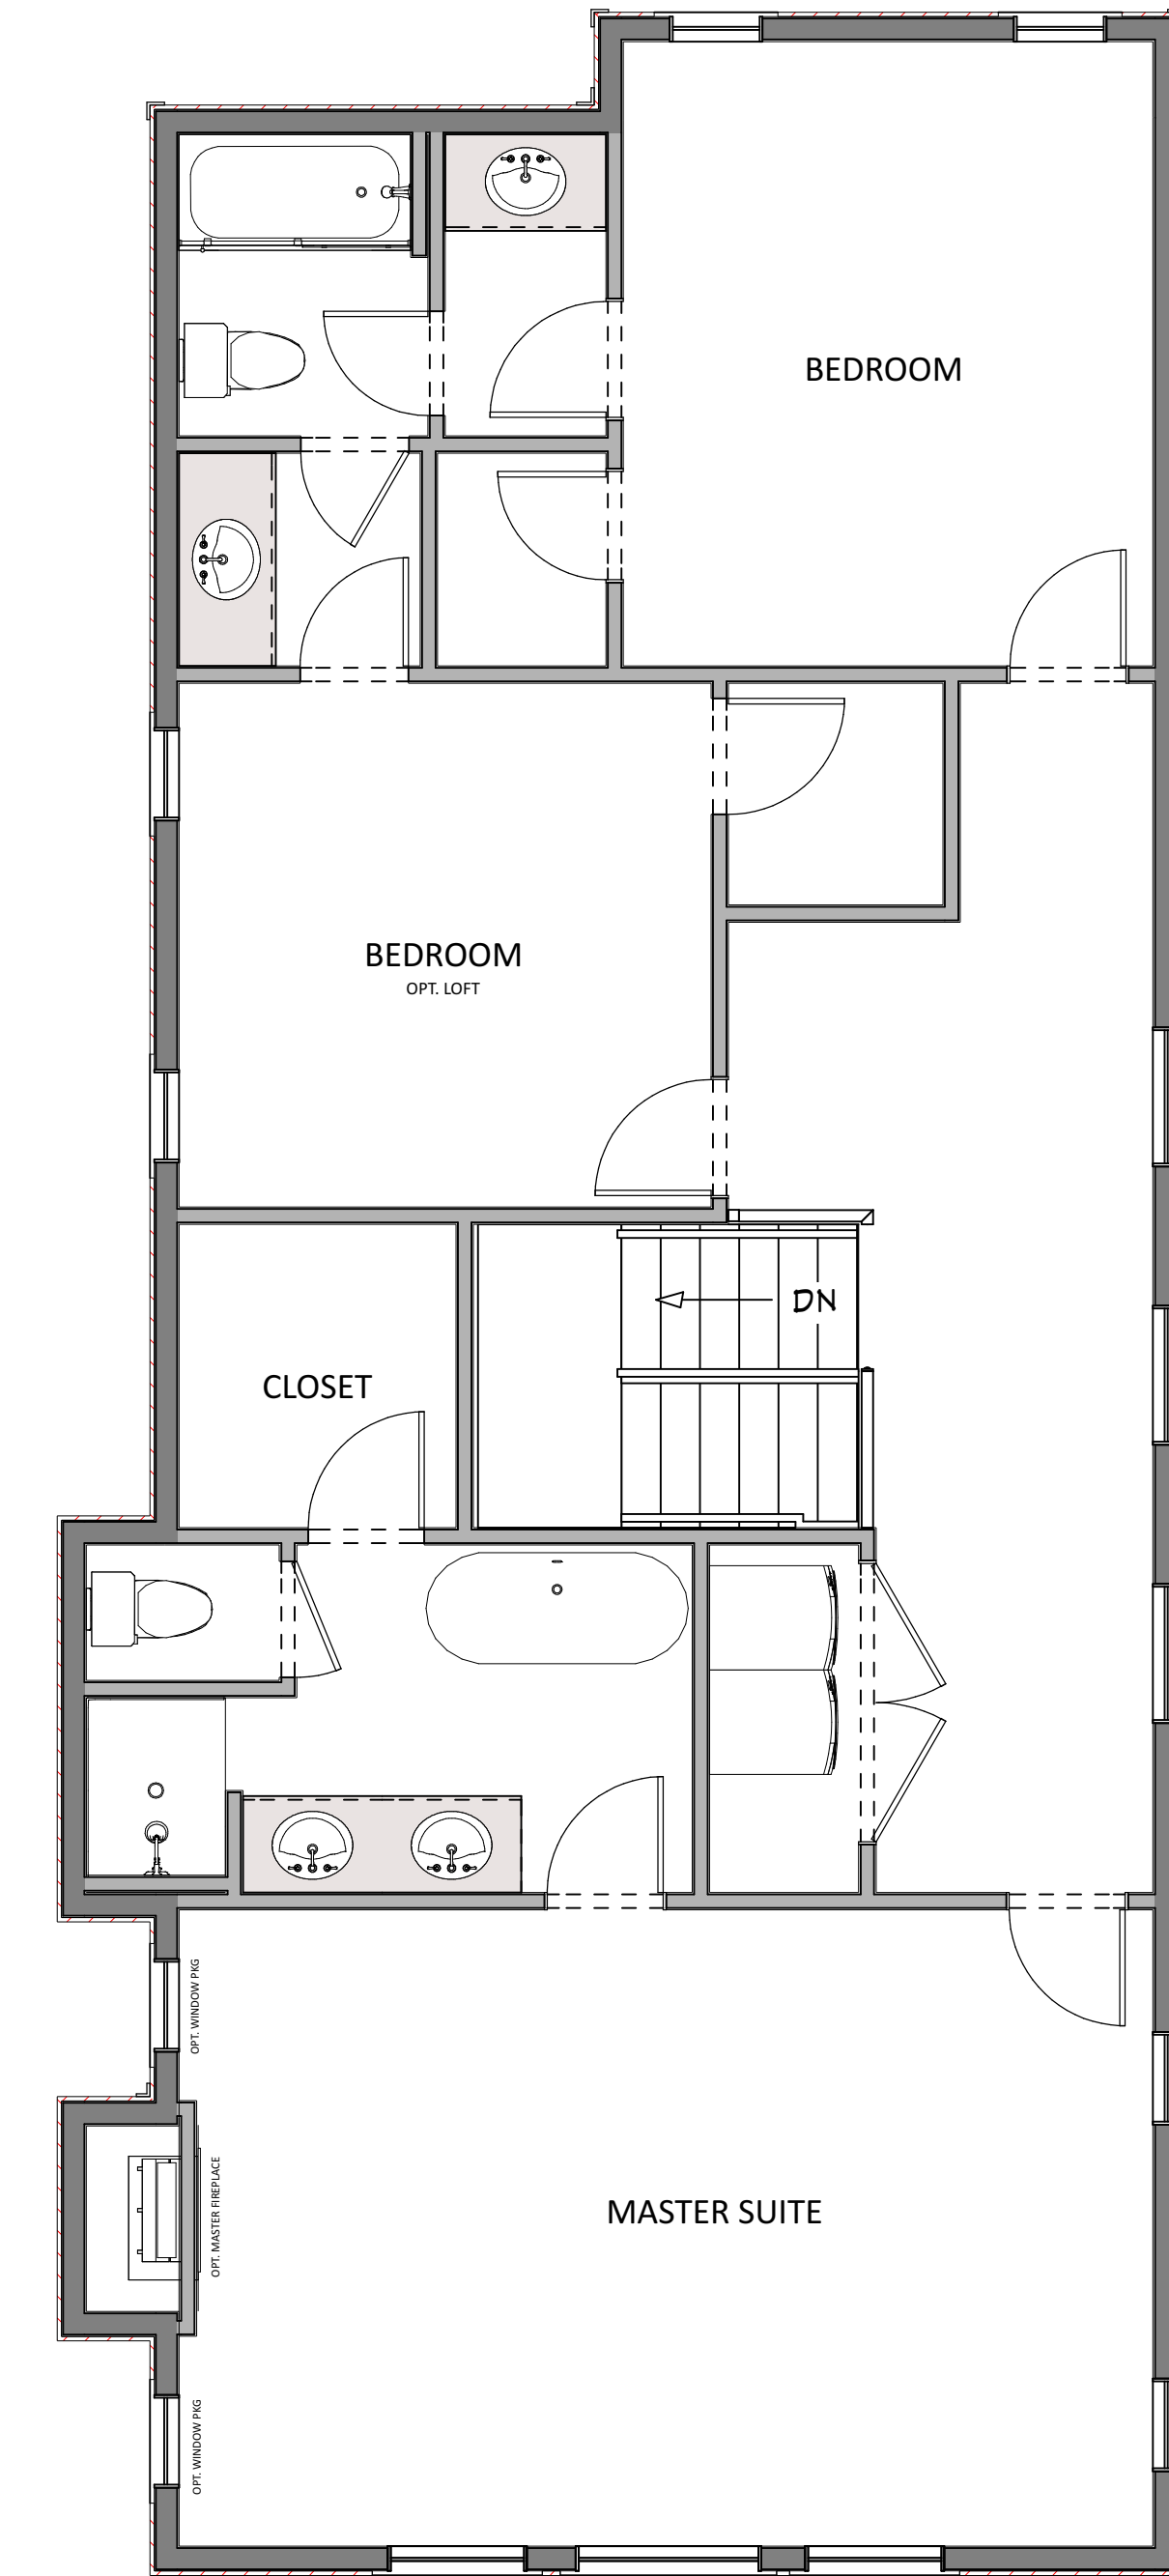 BEDROOM
BEDROOM
OPT. LOFT
DN
CLOSET
OPT. WINDOW PKG
OPT. MASTER FIREPLACE
MASTER SUITE
OPT. WINDOW PKG